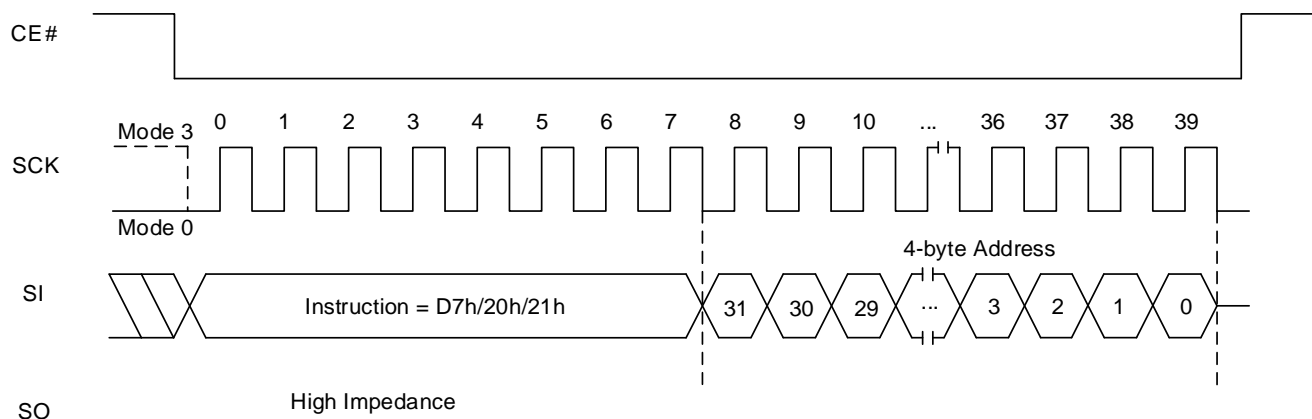 CE#
0 1 2 3 4 5 6 7 8 9 10 ... 36 37 38 39
Mode 3
SCK
Mode 0
4-byte Address
SI Instruction = D7h/20h/21h 31 30 29 ... 3 2 1 0
High Impedance
SO